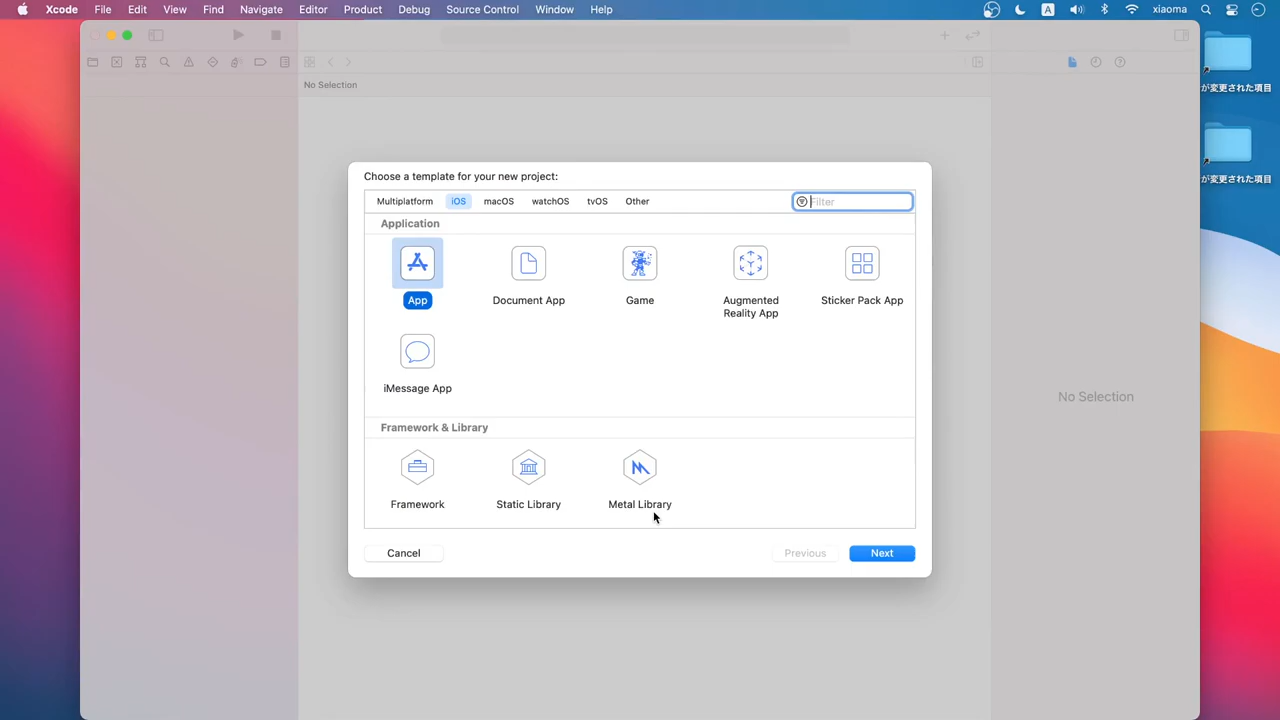 Xcode File Edit View Find Navigate Editor Product Debug Source Control Window Help A xiaoma
No Selection
が変更された項目
が変更された項目
Choose a template for your new project:
Multiplatform iOS macOS watchOS tvOS Other Filter
Application
App Document App Game Augmented Reality App Sticker Pack App
iMessage App
No Selection
Framework & Library
Framework Static Library Metal Library
Cancel Previous Next